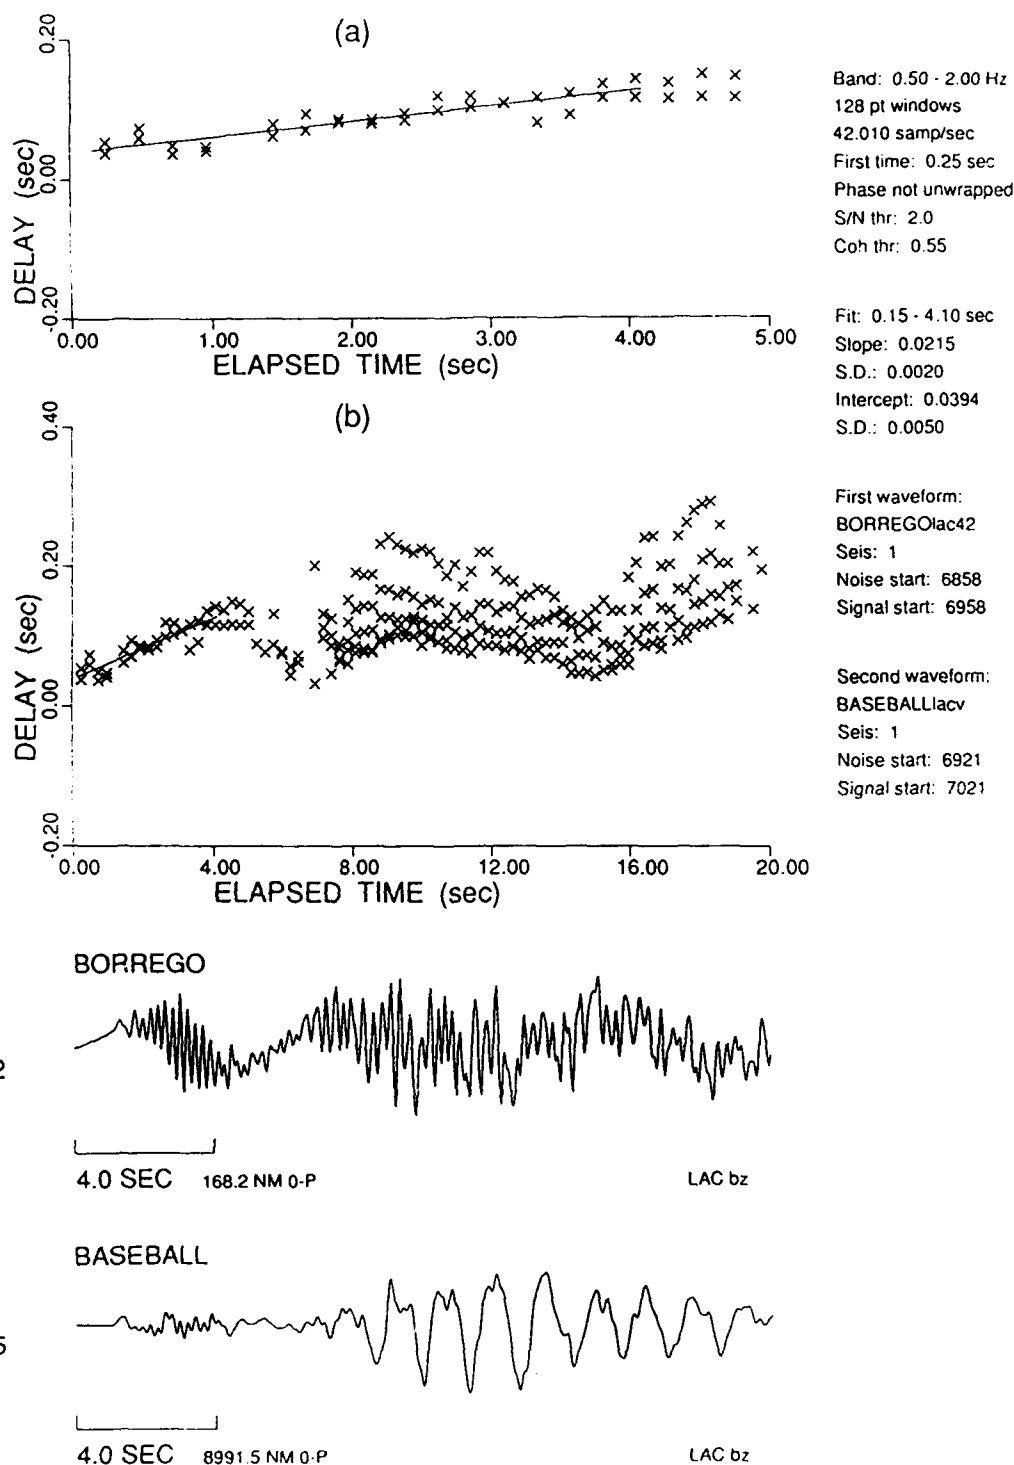 (a)
0.20
0.00
-0.20
DELAY (sec)
0.00 1.00 2.00 3.00 4.00 5.00
ELAPSED TIME (sec)
Band: 0.50 - 2.00 Hz
128 pt windows
42.010 samp/sec
First time: 0.25 sec
Phase not unwrapped
S/N thr: 2.0
Coh thr: 0.55
Fit: 0.15 - 4.10 sec
Slope: 0.0215
S.D.: 0.0020
Intercept: 0.0394
S.D.: 0.0050
(b)
0.40
0.20
0.00
-0.20
DELAY (sec)
0.00 4.00 8.00 12.00 16.00 20.00
ELAPSED TIME (sec)
First waveform:
BORREGOlac42
Seis: 1
Noise start: 6858
Signal start: 6958
Second waveform:
BASEBALLlacv
Seis: 1
Noise start: 6921
Signal start: 7021
BORREGO
4.0 SEC 168.2 NM 0-P LAC bz
BASEBALL
4.0 SEC 8991.5 NM 0-P LAC bz